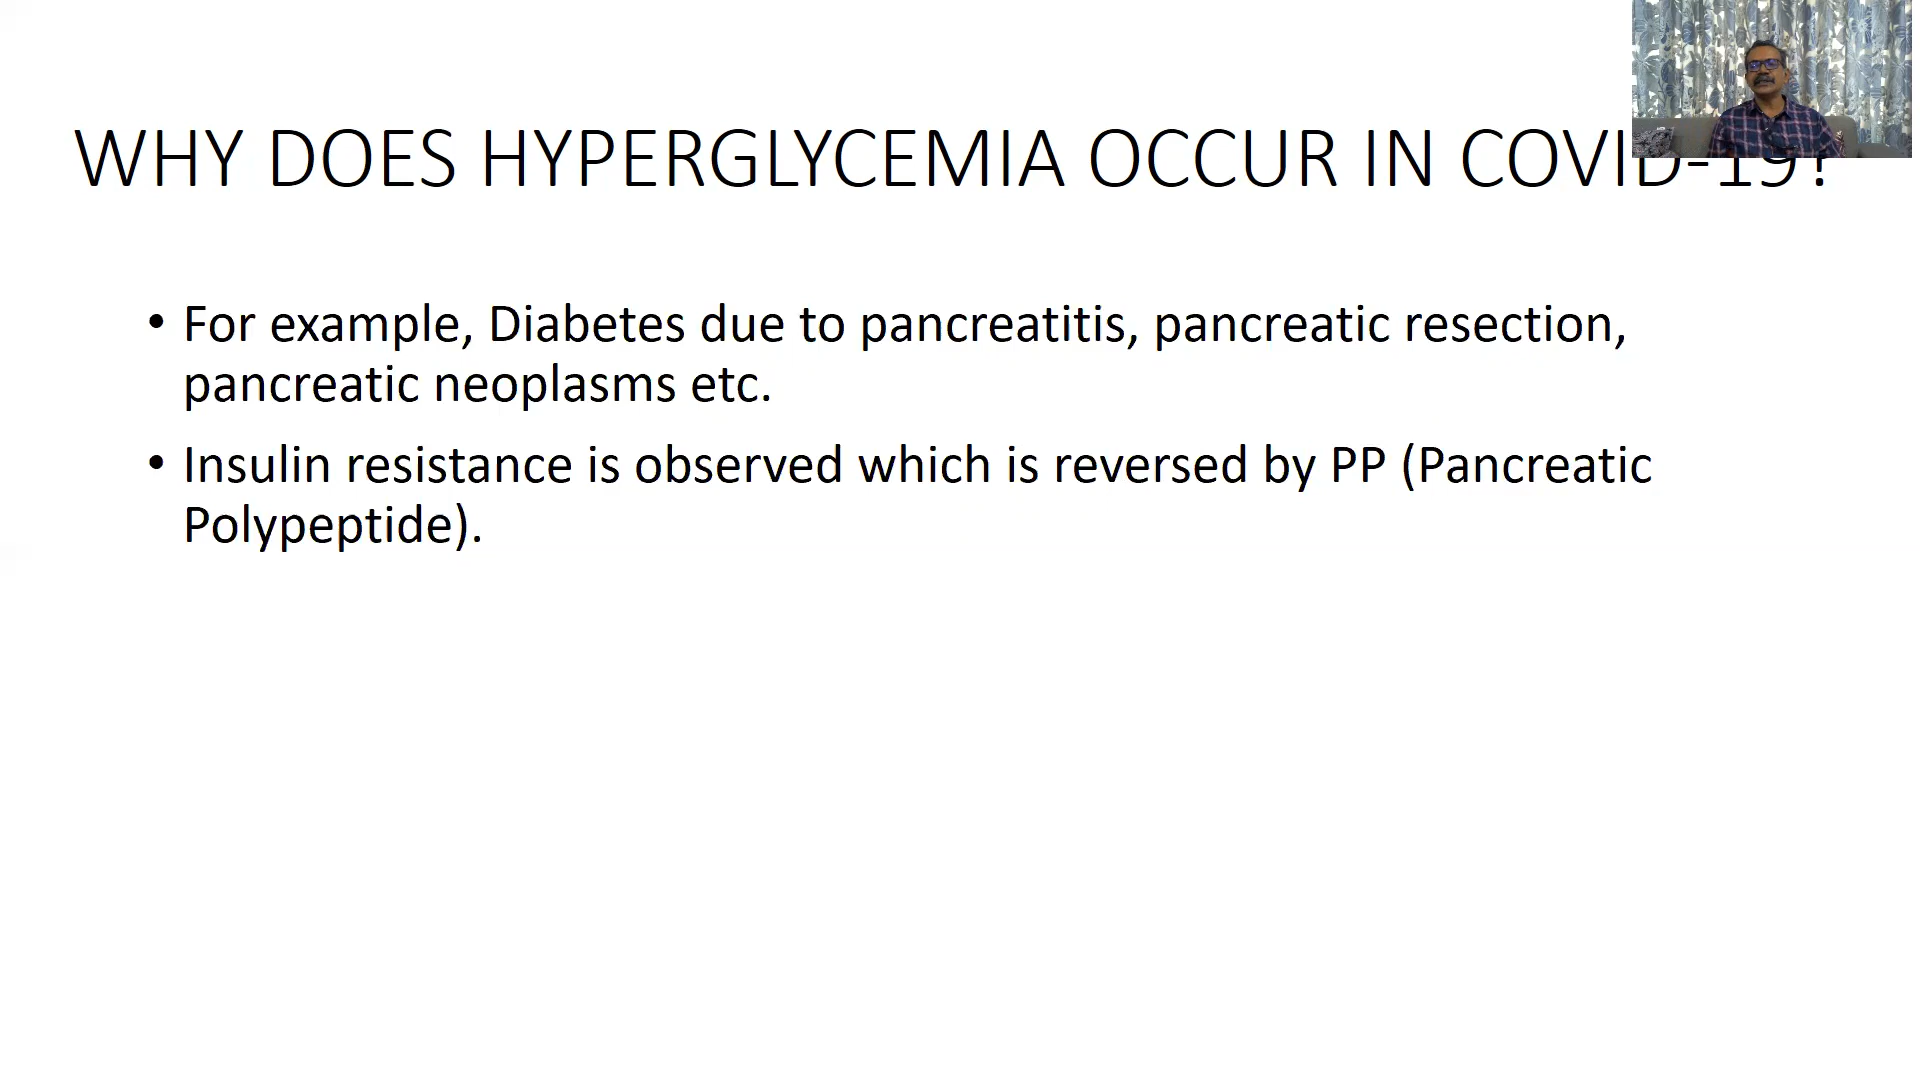 WHY DOES HYPERGLYCEMIA OCCUR IN COVID-19?
• For example, Diabetes due to pancreatitis, pancreatic resection,
pancreatic neoplasms etc.
• Insulin resistance is observed which is reversed by PP (Pancreatic
Polypeptide).